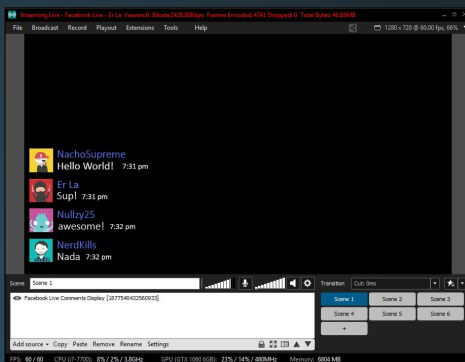 Streaming Live - Facebook Live - Er La Viewers:0 Bitrate:2428.00Kbps Frames Encoded: 4741 Dropped: 0 Total Bytes: 46.65MB
File Broadcast Record Playout Extensions Tools Help 1280 x 720 @ 60.00 fps, 66%
NachoSupreme
Hello World! 7:31 pm
Er La
Sup! 7:31 pm
Nullzy25
awesome! 7:32 pm
NerdKills
Nada 7:32 pm
Scene Scene 1 Transition Cut: 0ms
Facebook Live Comments Display [1877540432560933]
Scene 1 Scene 2 Scene 3
Scene 4 Scene 5 Scene 6
+
Add source Copy Paste Remove Rename Settings
FPS: 60 / 60 CPU (i7-7700): 8% / 2% / 3.8GHz GPU (GTX 1060 6GB): 23% / 14% / 480MHz Memory: 6804 MB